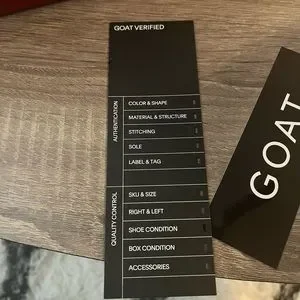 GOAT VERIFIED
AUTHENTICATION
COLOR & SHAPE
MATERIAL & STRUCTURE
STITCHING
SOLE
LABEL & TAG
QUALITY CONTROL
SKU & SIZE
RIGHT & LEFT
SHOE CONDITION
BOX CONDITION
ACCESSORIES
GOAT